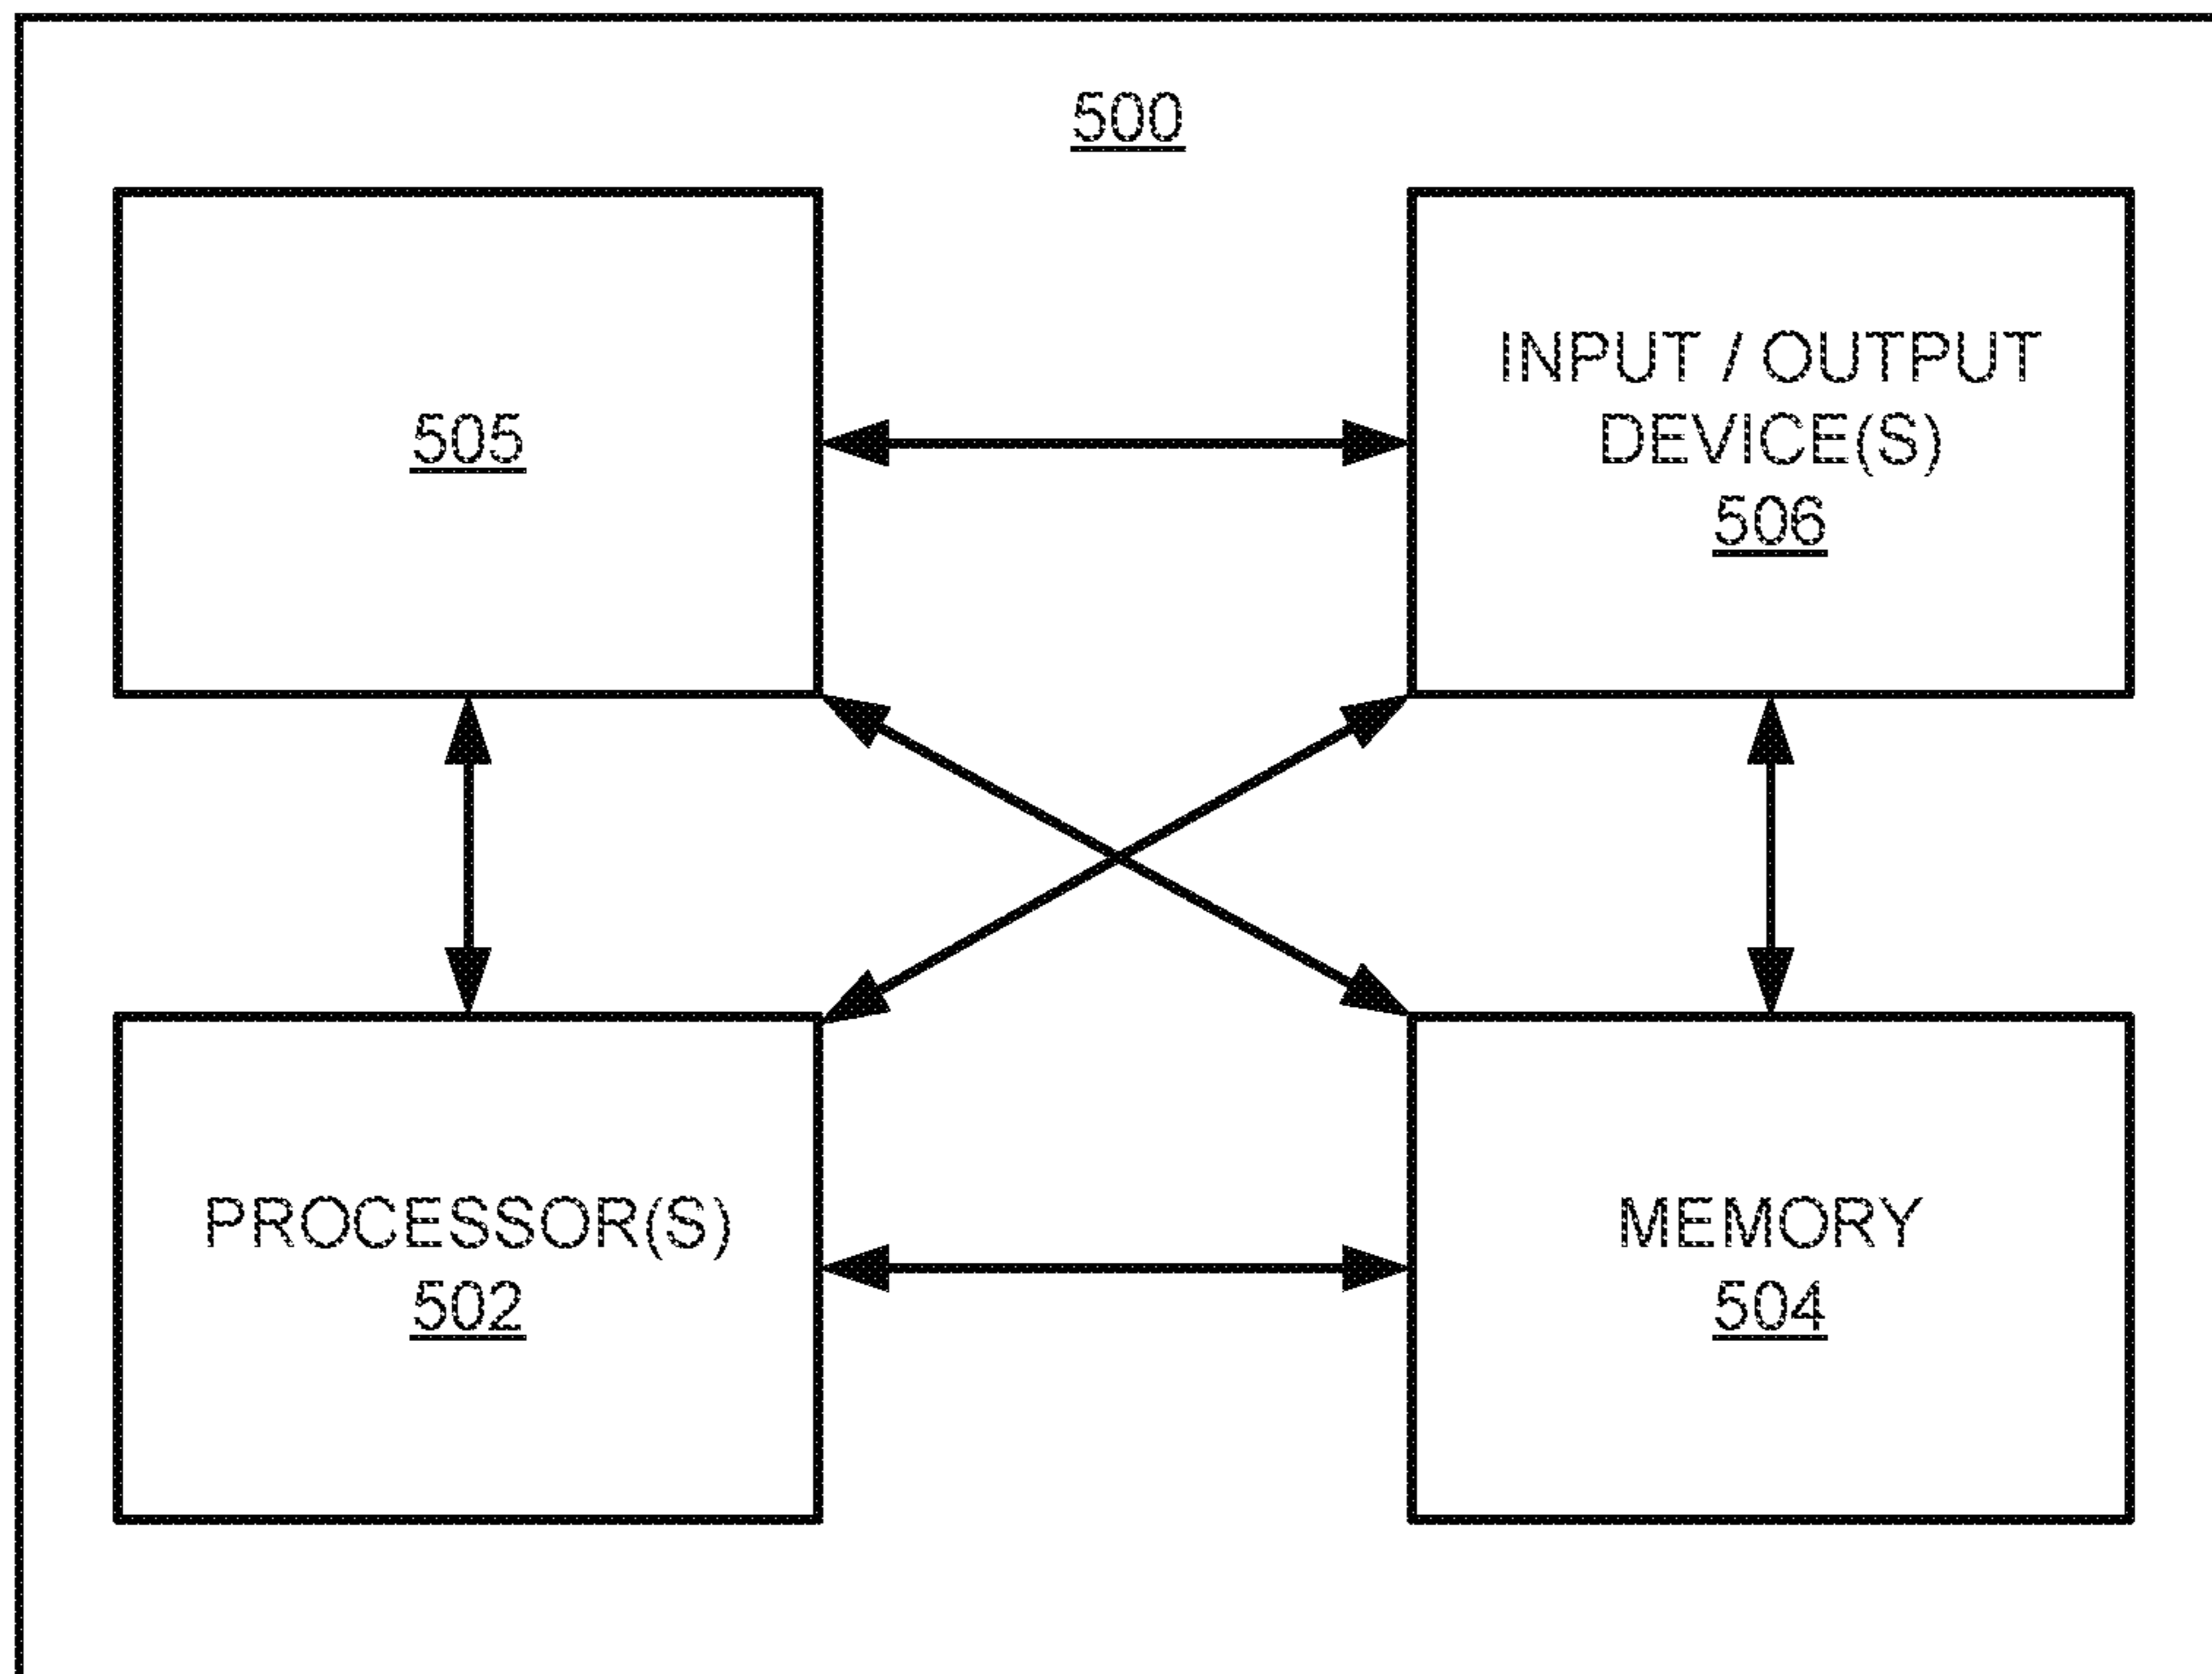 500
505
INPUT / OUTPUT
DEVICE(S)
506
PROCESSOR(S)
502
MEMORY
504